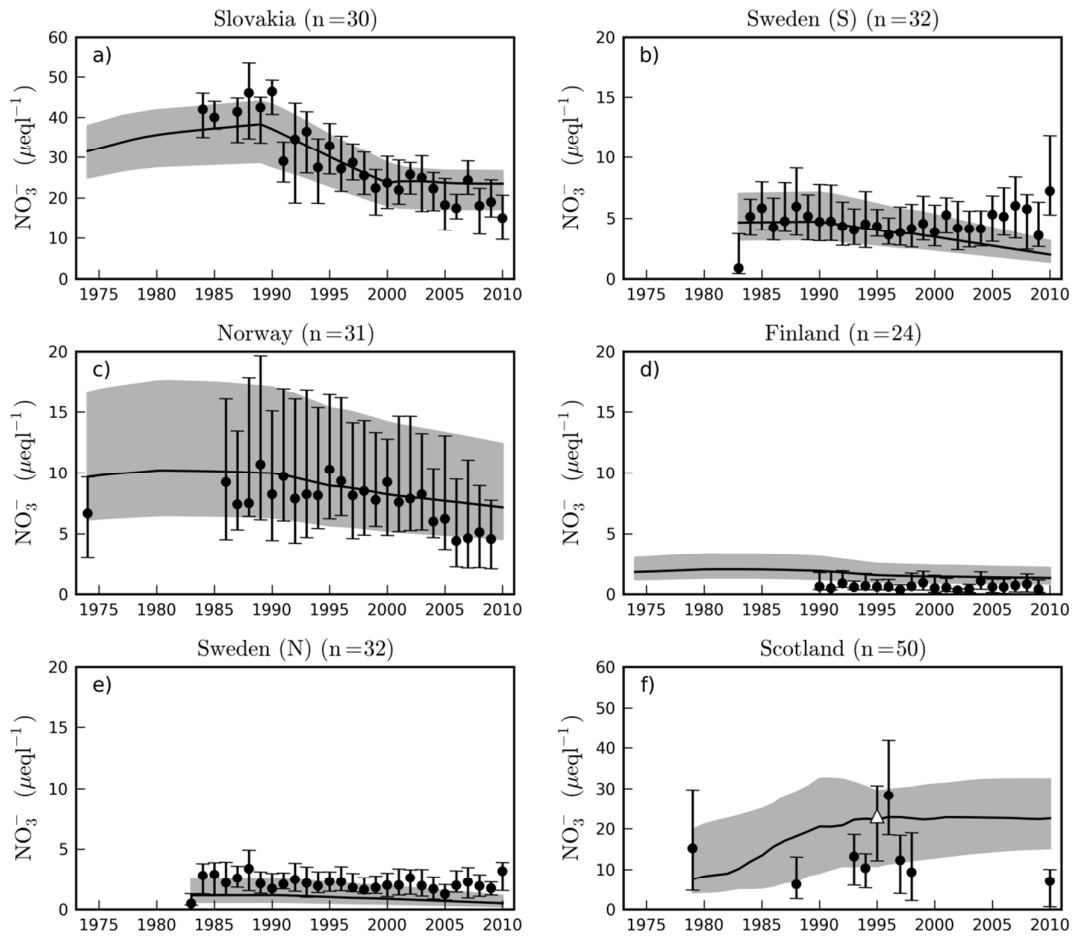 Slovakia (n=30)
a)
NO₃⁻ (μeql⁻¹)
60
50
40
30
20
10
0
1975 1980 1985 1990 1995 2000 2005 2010
Sweden (S) (n=32)
b)
NO₃⁻ (μeql⁻¹)
20
15
10
5
0
1975 1980 1985 1990 1995 2000 2005 2010
Norway (n=31)
c)
NO₃⁻ (μeql⁻¹)
20
15
10
5
0
1975 1980 1985 1990 1995 2000 2005 2010
Finland (n=24)
d)
NO₃⁻ (μeql⁻¹)
20
15
10
5
0
1975 1980 1985 1990 1995 2000 2005 2010
Sweden (N) (n=32)
e)
NO₃⁻ (μeql⁻¹)
20
15
10
5
0
1975 1980 1985 1990 1995 2000 2005 2010
Scotland (n=50)
f)
NO₃⁻ (μeql⁻¹)
60
50
40
30
20
10
0
1975 1980 1985 1990 1995 2000 2005 2010